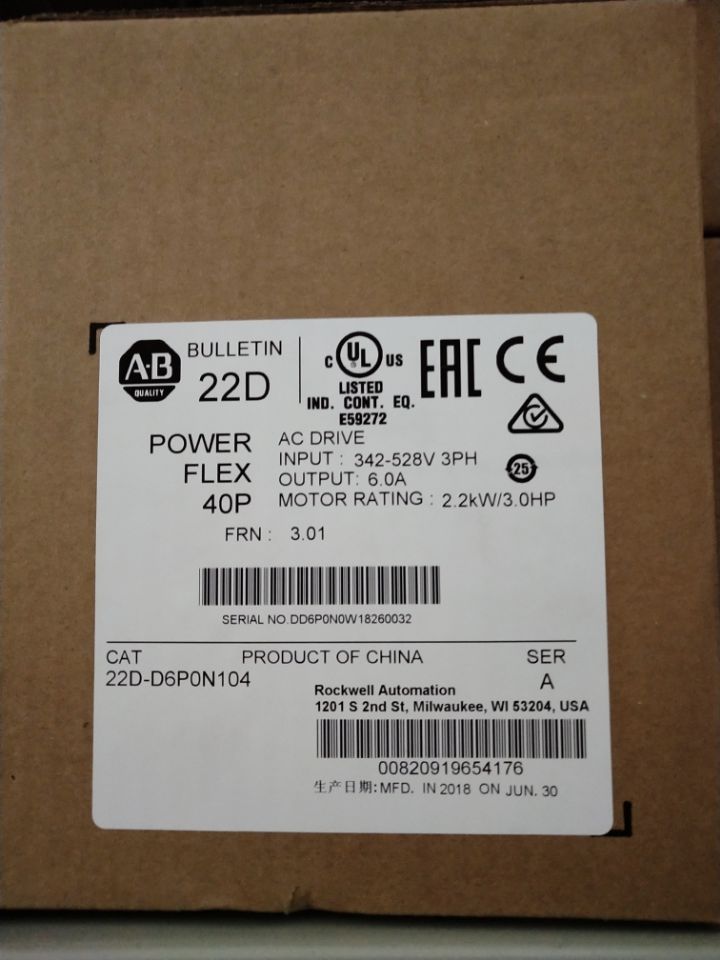 A-B
QUALITY
BULLETIN
22D
C UL US
LISTED
IND. CONT. EQ.
E59272
EAC CE
25
POWER
FLEX
40P
AC DRIVE
INPUT : 342-528V 3PH
OUTPUT: 6.0A
MOTOR RATING : 2.2kW/3.0HP
FRN : 3.01
SERIAL NO.DD6P0N0W18260032
CAT PRODUCT OF CHINA SER
22D-D6P0N104 A
Rockwell Automation
1201 S 2nd St, Milwaukee, WI 53204, USA
00820919654176
生产日期:MFD. IN 2018 ON JUN. 30